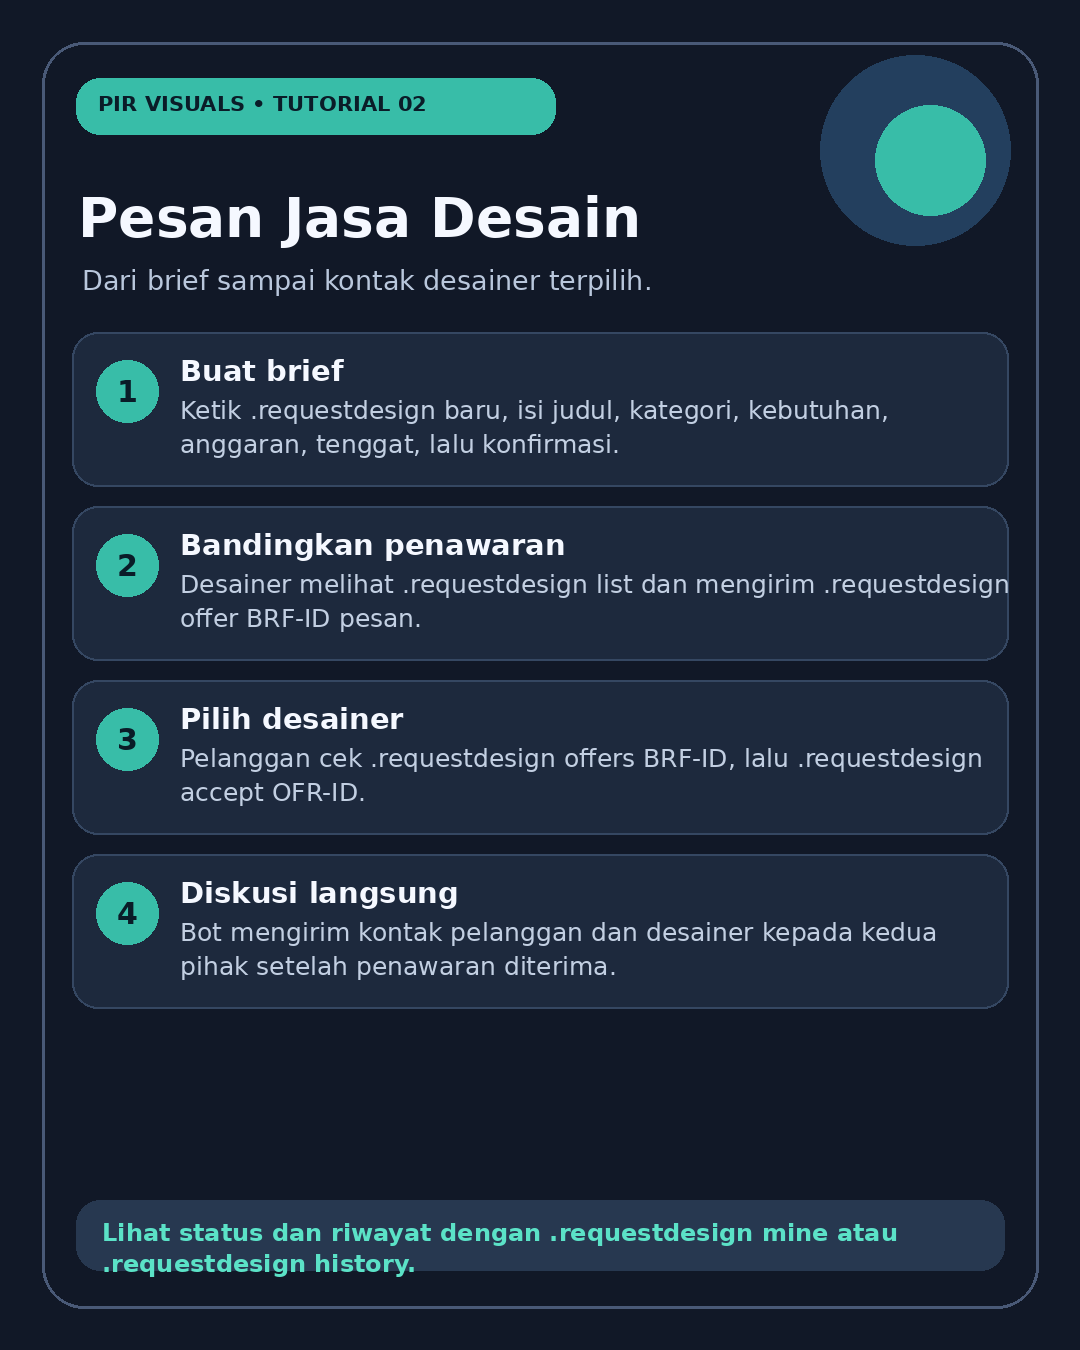 PIR VISUALS • TUTORIAL 02
Pesan Jasa Desain
Dari brief sampai kontak desainer terpilih.
1
Buat brief
Ketik .requestdesign baru, isi judul, kategori, kebutuhan,
anggaran, tenggat, lalu konfirmasi.
2
Bandingkan penawaran
Desainer melihat .requestdesign list dan mengirim .requestdesign
offer BRF-ID pesan.
3
Pilih desainer
Pelanggan cek .requestdesign offers BRF-ID, lalu .requestdesign
accept OFR-ID.
4
Diskusi langsung
Bot mengirim kontak pelanggan dan desainer kepada kedua
pihak setelah penawaran diterima.
Lihat status dan riwayat dengan .requestdesign mine atau
.requestdesign history.